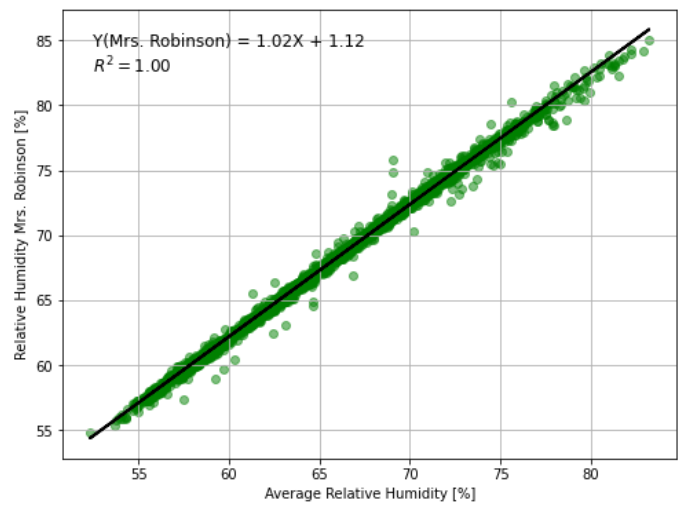 Y(Mrs. Robinson) = 1.02X + 1.12
R² = 1.00
Relative Humidity Mrs. Robinson [%]
85
80
75
70
65
60
55
55 60 65 70 75 80
Average Relative Humidity [%]